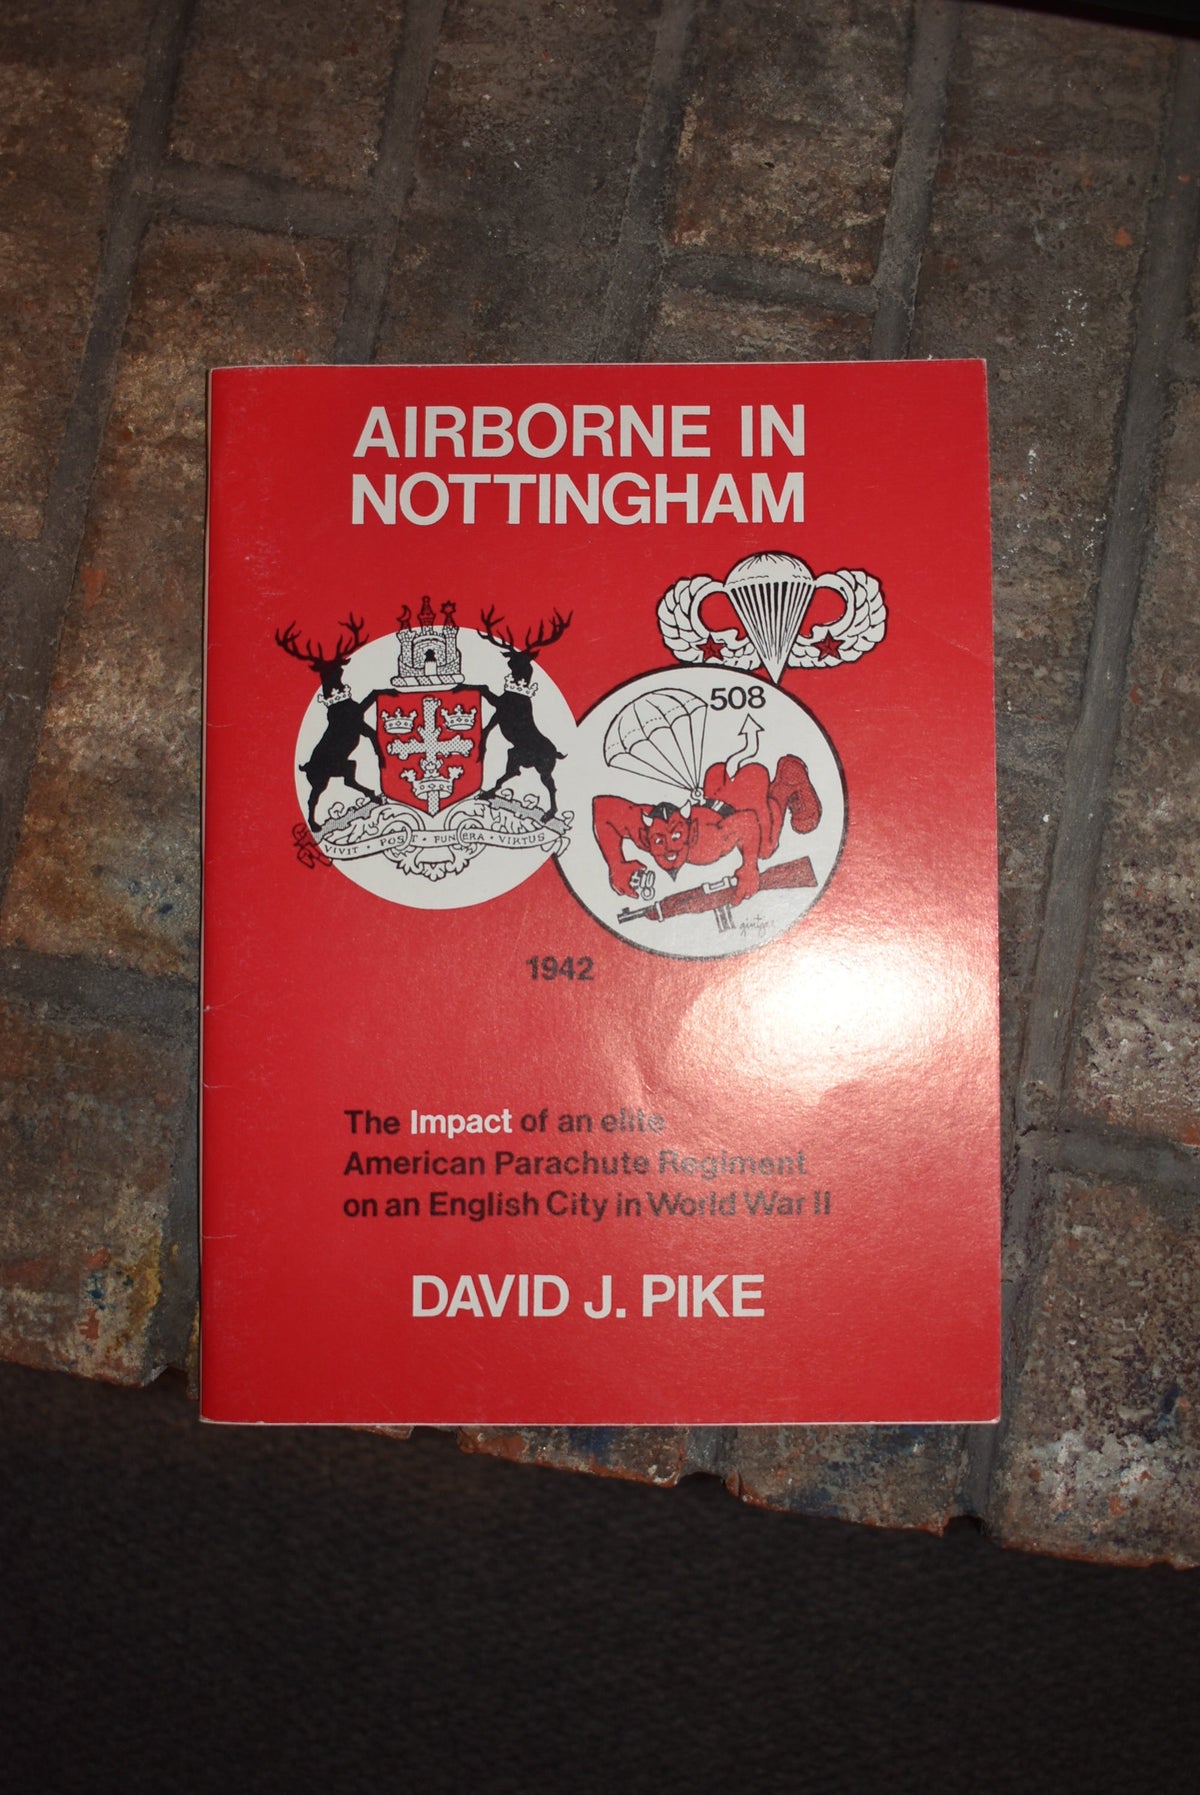 AIRBORNE IN
NOTTINGHAM
508
VIVIT • POST • FUNERA • VIRTUS
1942
The Impact of an elite
American Parachute Regiment
on an English City in World War II
DAVID J. PIKE